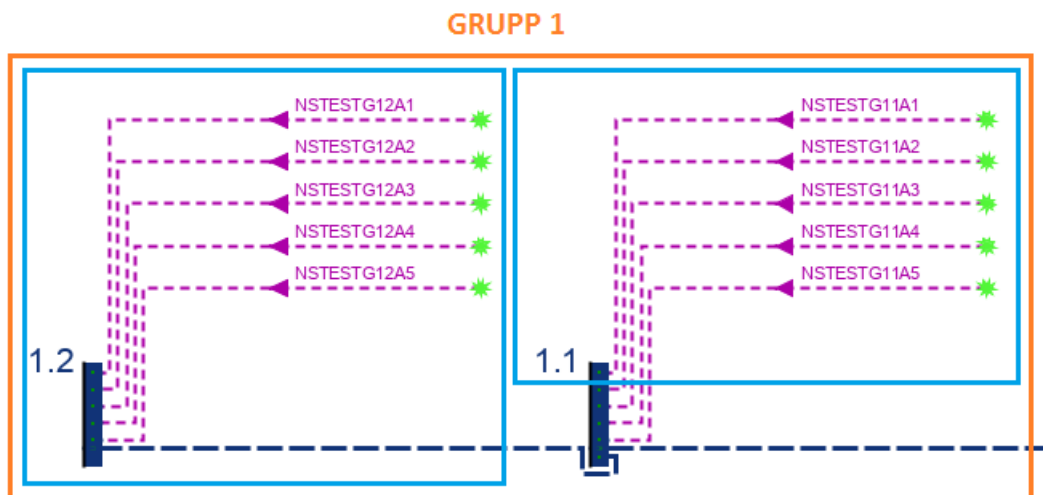 GRUPP 1
NSTESTG12A1
NSTESTG12A2
NSTESTG12A3
NSTESTG12A4
NSTESTG12A5
1.2
NSTESTG11A1
NSTESTG11A2
NSTESTG11A3
NSTESTG11A4
NSTESTG11A5
1.1